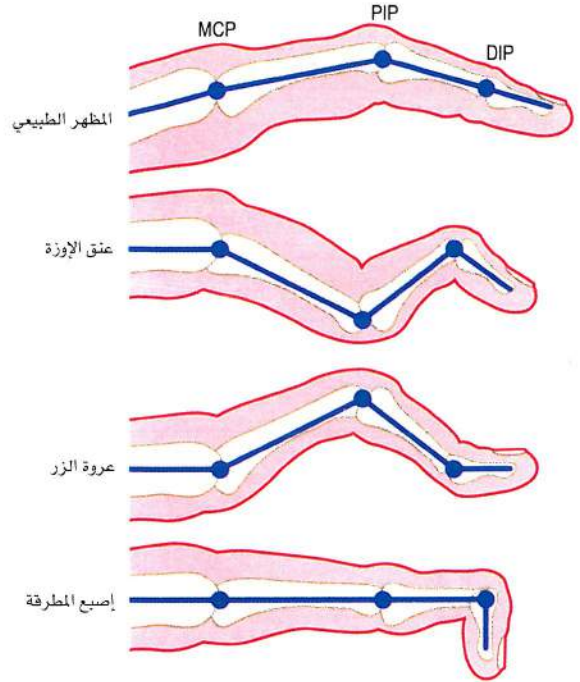 MCP
PIP
DIP
المظهر الطبيعي
عنق الإوزة
عروة الزر
إصبع المطرقة